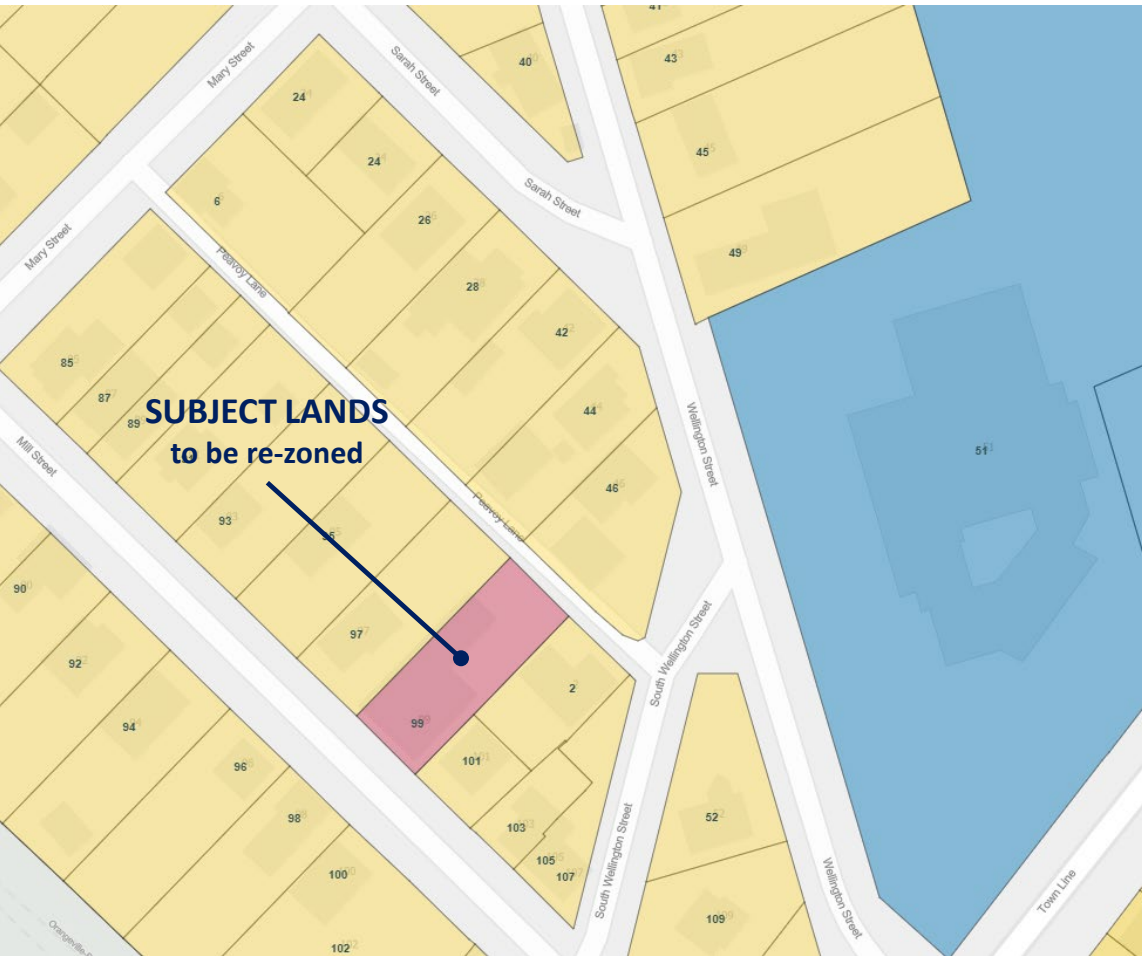 41
40
43
Mary Street
Sarah Street
24
45
24
6
Sarah Street
26
49
Mary Street
Peavoy Lane
28
42
85
87
89
SUBJECT LANDS
to be re-zoned
44
Wellington Street
Mill Street
51
46
Peavoy Lane
93
95
90
97
92
South Wellington Street
2
99
94
101
96
98
52
103
105
100
107
South Wellington Street
Wellington Street
Town Line
109
102